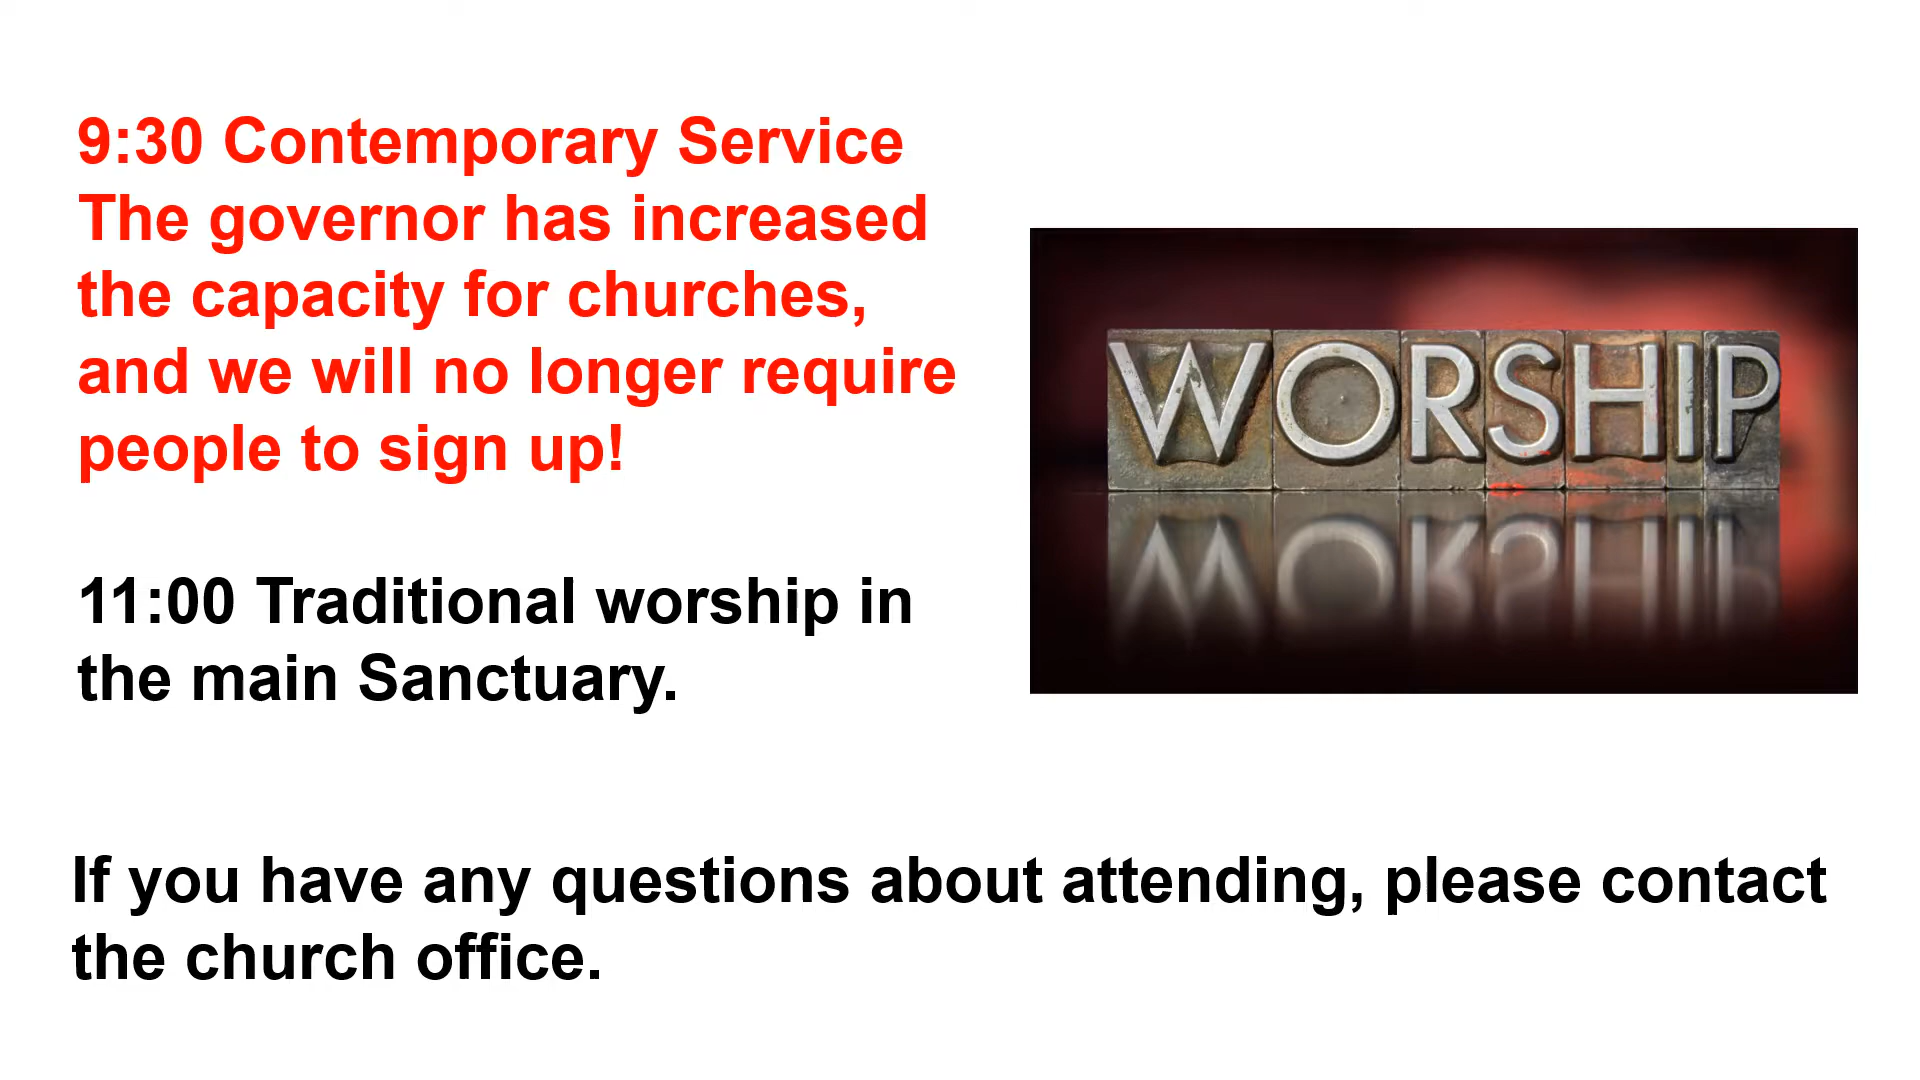 9:30 Contemporary Service
The governor has increased
the capacity for churches,
and we will no longer require
people to sign up!
11:00 Traditional worship in
the main Sanctuary.
WORSHIP
If you have any questions about attending, please contact
the church office.